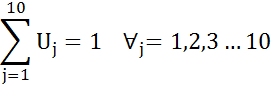 ∑_{j=1}^{10} U_j = 1 ∀_j= 1,2,3 … 10